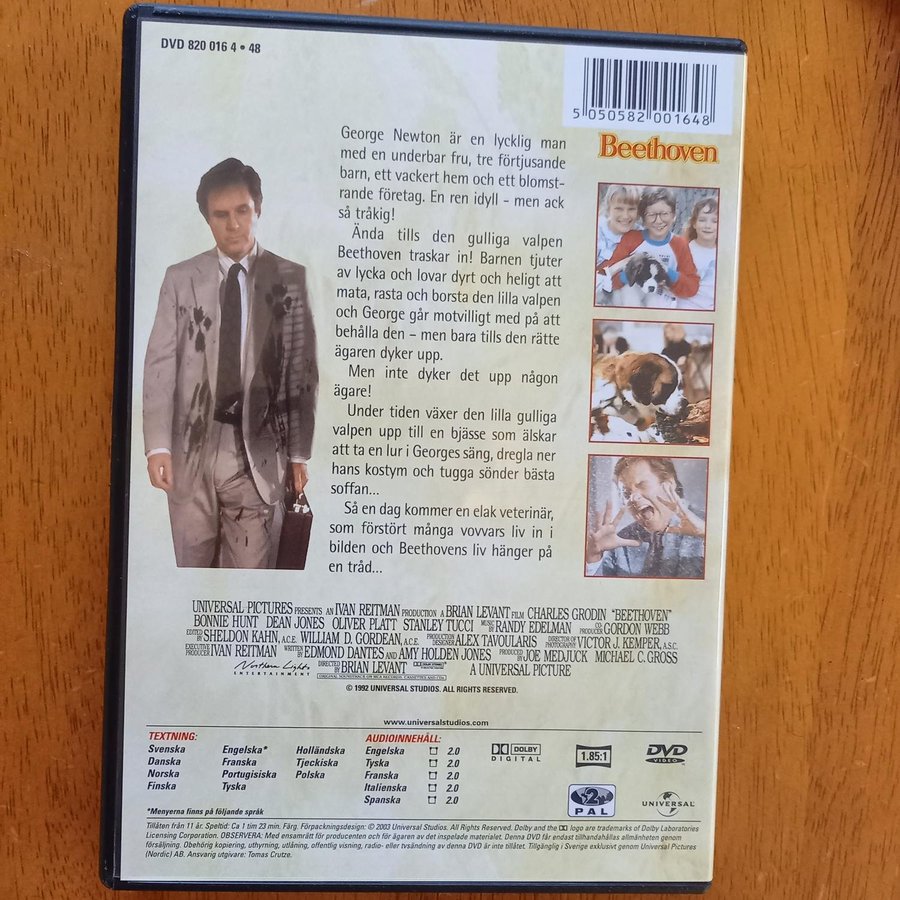 DVD 820 016 4 • 48
5 050582 001648
Beethoven
George Newton är en lycklig man
med en underbar fru, tre förtjusande
barn, ett vackert hem och ett blomst-
rande företag. En ren idyll – men ack
så tråkig!
Ända tills den gulliga valpen
Beethoven traskar in! Barnen tjuter
av lycka och lovar dyrt och heligt att
mata, rasta och borsta den lilla valpen
och George går motvilligt med på att
behålla den – men bara tills den rätte
ägaren dyker upp.
Men inte dyker det upp någon
ägare!
Under tiden växer den lilla gulliga
valpen upp till en bjässe som älskar
att ta en lur i Georges säng, dregla ner
hans kostym och tugga sönder bästa
soffan...
Så en dag kommer en elak veterinär,
som förstört många vovvars liv in i
bilden och Beethovens liv hänger på
en tråd...
UNIVERSAL PICTURES PRESENTS AN IVAN REITMAN PRODUCTION A BRIAN LEVANT FILM CHARLES GRODIN "BEETHOVEN"
BONNIE HUNT DEAN JONES OLIVER PLATT STANLEY TUCCI MUSIC BY RANDY EDELMAN CO-PRODUCER GORDON WEBB
EDITED BY SHELDON KAHN, A.C.E. WILLIAM D. GORDEAN, A.C.E. PRODUCTION DESIGNER ALEX TAVOULARIS DIRECTOR OF PHOTOGRAPHY VICTOR J. KEMPER, A.S.C.
EXECUTIVE PRODUCER IVAN REITMAN WRITTEN BY EDMOND DANTES AND AMY HOLDEN JONES PRODUCED BY JOE MEDJUCK MICHAEL C. GROSS
Northern Lights ENTERTAINMENT DIRECTED BY BRIAN LEVANT A UNIVERSAL PICTURE
ORIGINAL SOUNDTRACK ON MCA RECORDS, CASSETTES AND CDs
© 1992 UNIVERSAL STUDIOS. ALL RIGHTS RESERVED.
www.universalstudios.com
TEXTNING:
Svenska Engelska* Holländska
Danska Franska Tjeckiska
Norska Portugisiska Polska
Finska Tyska
*Menyerna finns på följande språk
AUDIOINNEHÅLL:
Engelska 2.0
Tyska 2.0
Franska 2.0
Italienska 2.0
Spanska 2.0
DOLBY DIGITAL
1.85:1
DVD VIDEO
2 PAL
UNIVERSAL
Tillåten från 11 år. Speltid: Ca 1 tim 23 min. Färg. Förpackningsdesign: © 2003 Universal Studios. All Rights Reserved. Dolby and the DD logo are trademarks of Dolby Laboratories
Licensing Corporation. OBSERVERA: Med ensamrätt för producenten och för ägaren av det inspelade materialet. Denna DVD får endast tillhandahållas allmänheten genom
försäljning. Obehörig kopiering, uthyrning, utlåning, offentlig visning, radio- eller tvsändning av denna DVD är inte tillåtet. Tillgänglig i Sverige exklusivt genom Universal Pictures
(Nordic) AB. Ansvarig utgivare: Tomas Crutze.